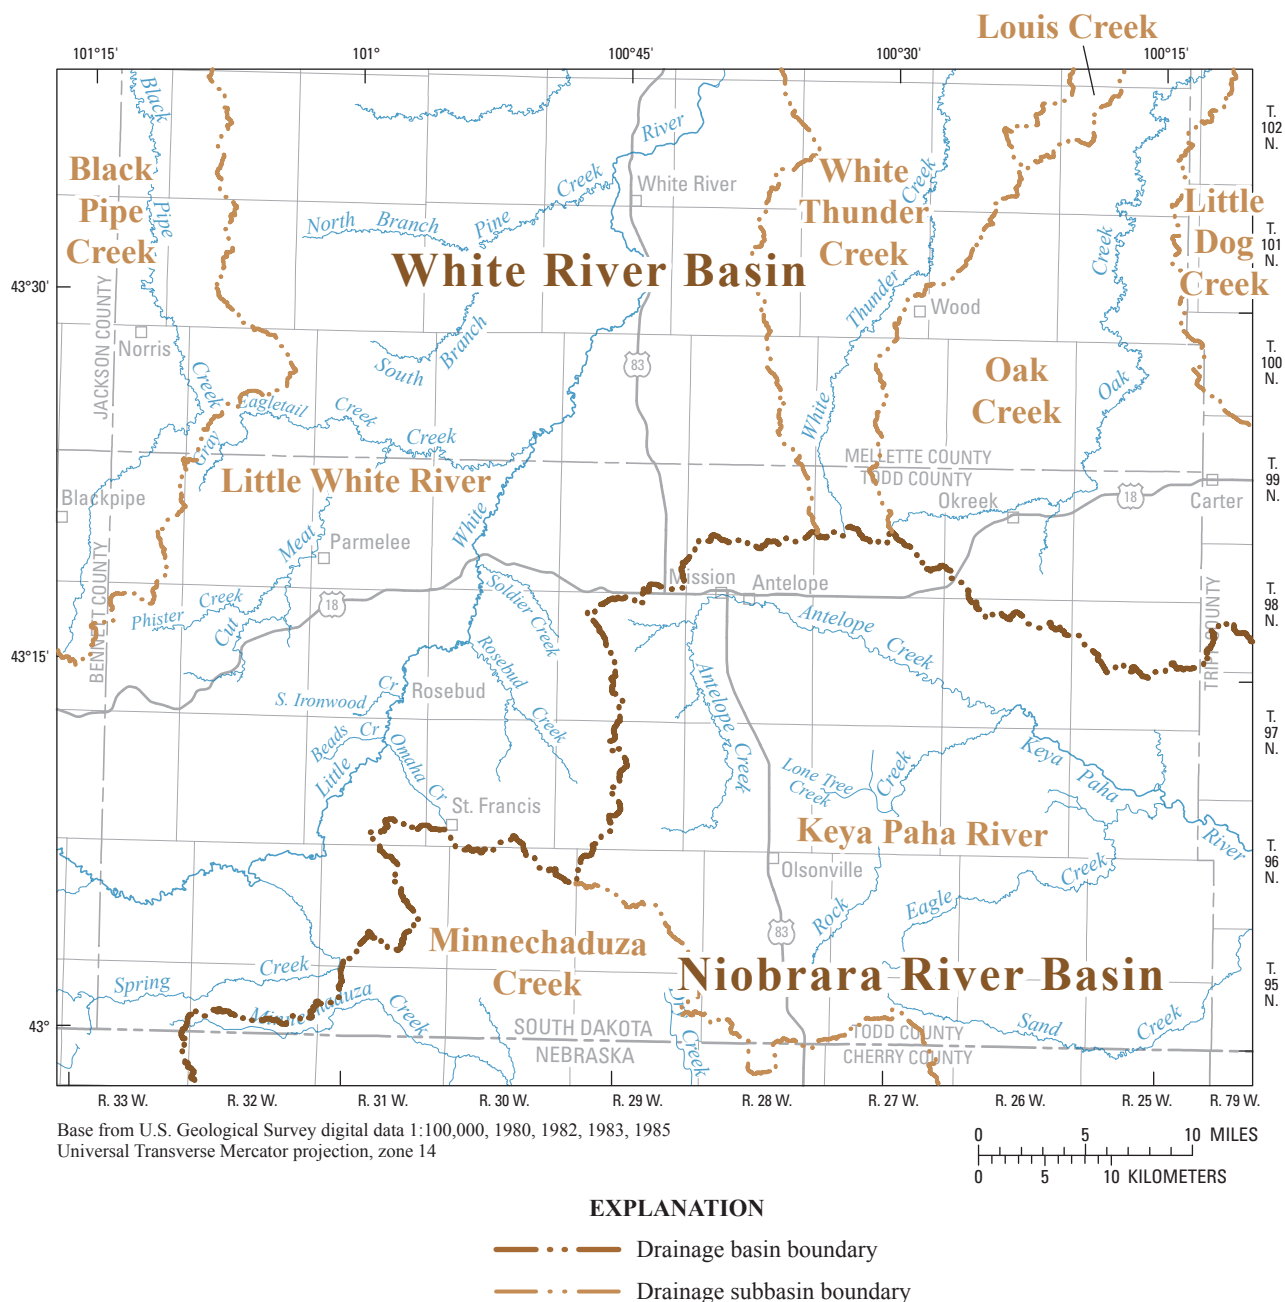 Louis Creek
101°15'
101°
100°45'
100°30'
100°15'
T.
102
N.
Black
River
Black
Pipe
Creek
Pipe
Creek
White River
White
Thunder
Creek
Creek
Little
Dog
Creek
T.
101
N.
North Branch
Pine
Creek
White River Basin
43°30'
Thunder
Wood
JACKSON COUNTY
Norris
South
Branch
83
T.
100
N.
Oak
Creek
Oak
Creek
Eagletail
Creek
Creek
White
Gray
MELLETTE COUNTY
TODD COUNTY
Little White River
T.
99
N.
Blackpipe
Okreek
18
Carter
White
Meat
Parmelee
Mission
Antelope
Soldier Creek
BENNETT COUNTY
Phister Creek
18
Cut
Antelope
Creek
TRIPP COUNTY
T.
98
N.
43°15'
Rosebud
Creek
Antelope
Creek
S. Ironwood
Cr
Rosebud
Beads Cr
Omaha Cr
Little
Keya
Paha
River
T.
97
N.
Lone Tree
Creek
Creek
St. Francis
Keya Paha River
T.
96
N.
Olsonville
Rock
Eagle
Creek
Minnechaduza
Creek
83
Niobrara River Basin
T.
95
N.
Spring
Creek
Minnechaduza
Creek
Creek
43°
SOUTH DAKOTA
NEBRASKA
TODD COUNTY
CHERRY COUNTY
Sand
Creek
R. 33 W.
R. 32 W.
R. 31 W.
R. 30 W.
R. 29 W.
R. 28 W.
R. 27 W.
R. 26 W.
R. 25 W.
R. 79 W.
Base from U.S. Geological Survey digital data 1:100,000, 1980, 1982, 1983, 1985
Universal Transverse Mercator projection, zone 14
0 5 10 MILES
0 5 10 KILOMETERS
EXPLANATION
Drainage basin boundary
Drainage subbasin boundary